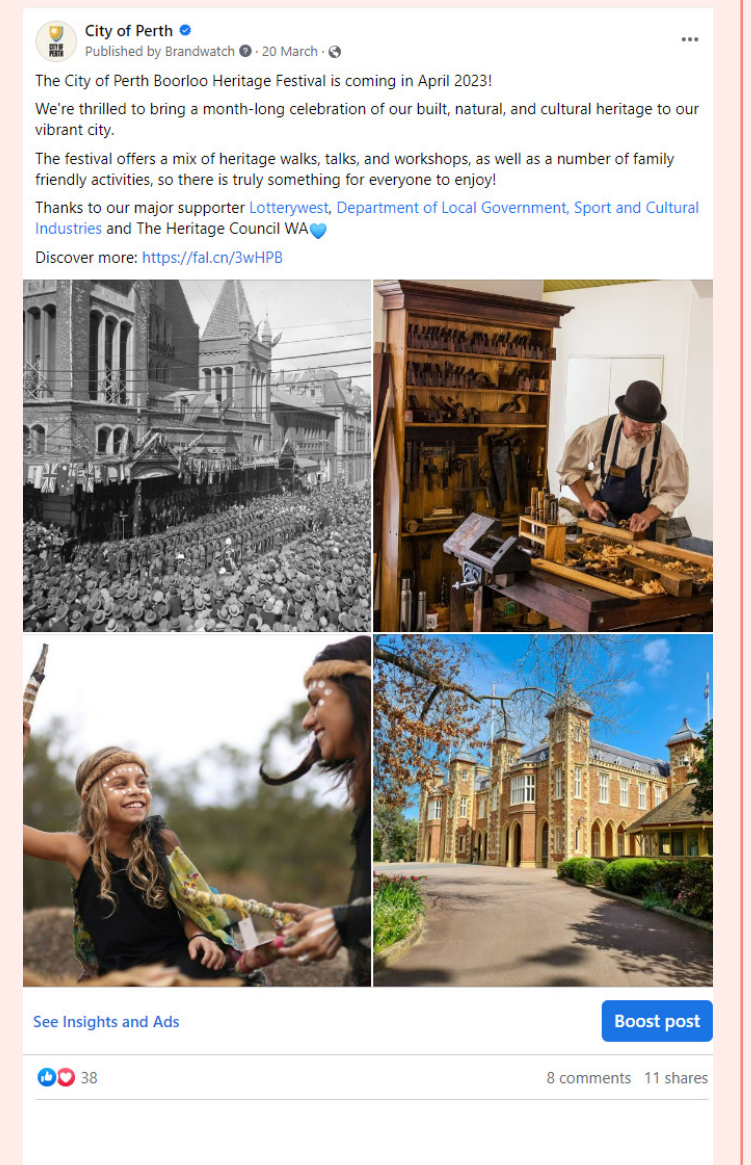 City of Perth
CITY OF
PERTH
Published by Brandwatch ? · 20 March ·
The City of Perth Boorloo Heritage Festival is coming in April 2023!
We're thrilled to bring a month-long celebration of our built, natural, and cultural heritage to our
vibrant city.
The festival offers a mix of heritage walks, talks, and workshops, as well as a number of family
friendly activities, so there is truly something for everyone to enjoy!
Thanks to our major supporter Lotterywest, Department of Local Government, Sport and Cultural
Industries and The Heritage Council WA🩵
Discover more: https://fal.cn/3wHPB
See Insights and Ads
Boost post
38
8 comments 11 shares